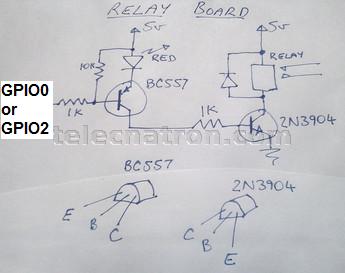 RELAY BOARD
5v
5v
10K
RED
RELAY
BC557
GPIO0
or
GPIO2
1K
1K
2N3904
telecnatron.com
BC557
2N3904
E
B
C
C
B
E